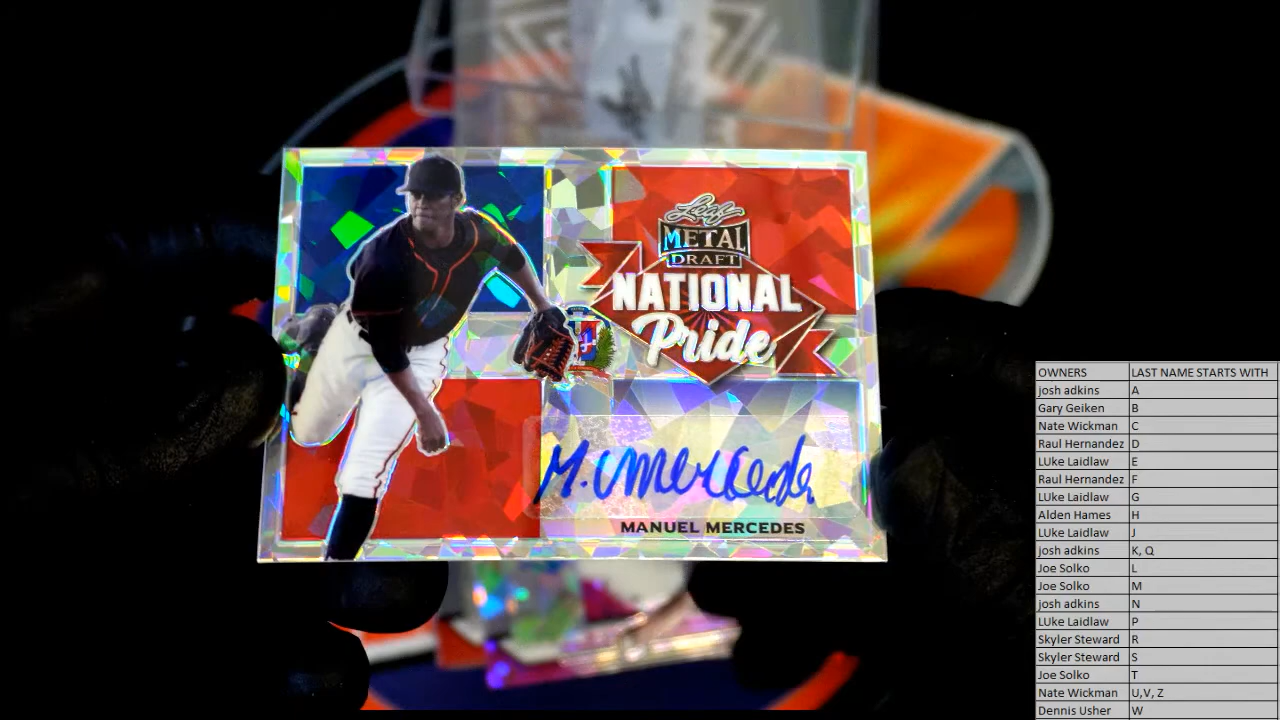 Leaf
METAL
DRAFT
NATIONAL
Pride
M. Mercedes
MANUEL MERCEDES
OWNERS LAST NAME STARTS WITH
josh adkins A
Gary Geiken B
Nate Wickman C
Raul Hernandez D
LUke Laidlaw E
Raul Hernandez F
LUke Laidlaw G
Alden Hames H
LUke Laidlaw J
josh adkins K, Q
Joe Solko L
Joe Solko M
josh adkins N
LUke Laidlaw P
Skyler Steward R
Skyler Steward S
Joe Solko T
Nate Wickman U,V, Z
Dennis Usher W